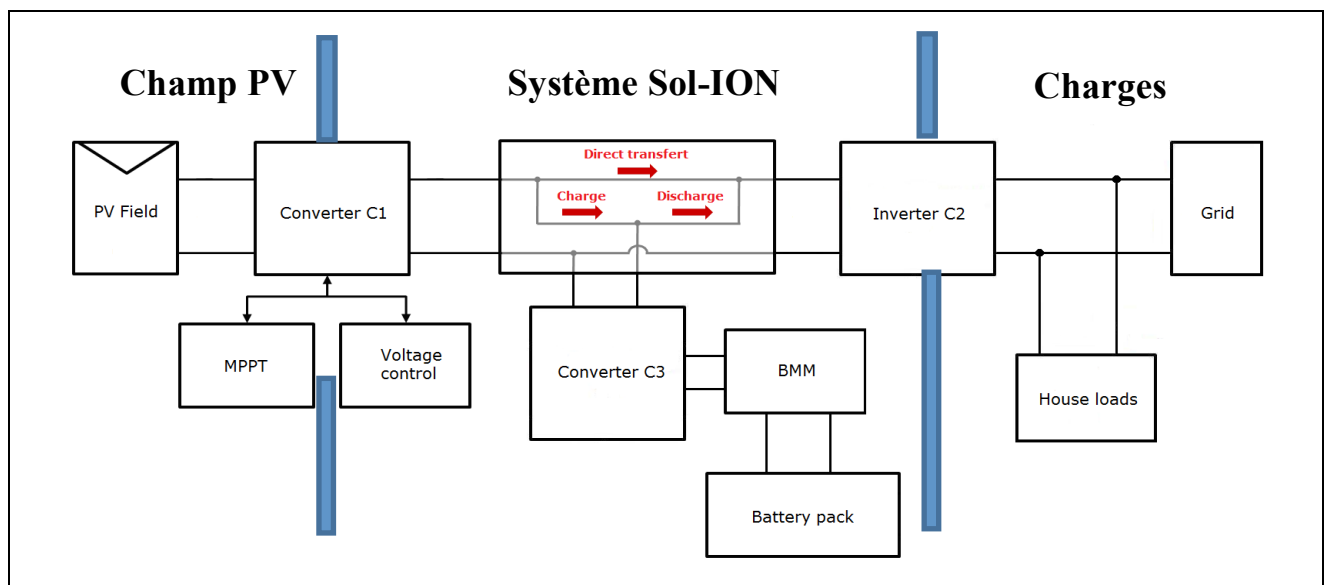 Champ PV
Système Sol-ION
Charges
Direct transfert
Charge
Discharge
PV Field
Converter C1
Inverter C2
Grid
MPPT
Voltage
control
Converter C3
BMM
House loads
Battery pack